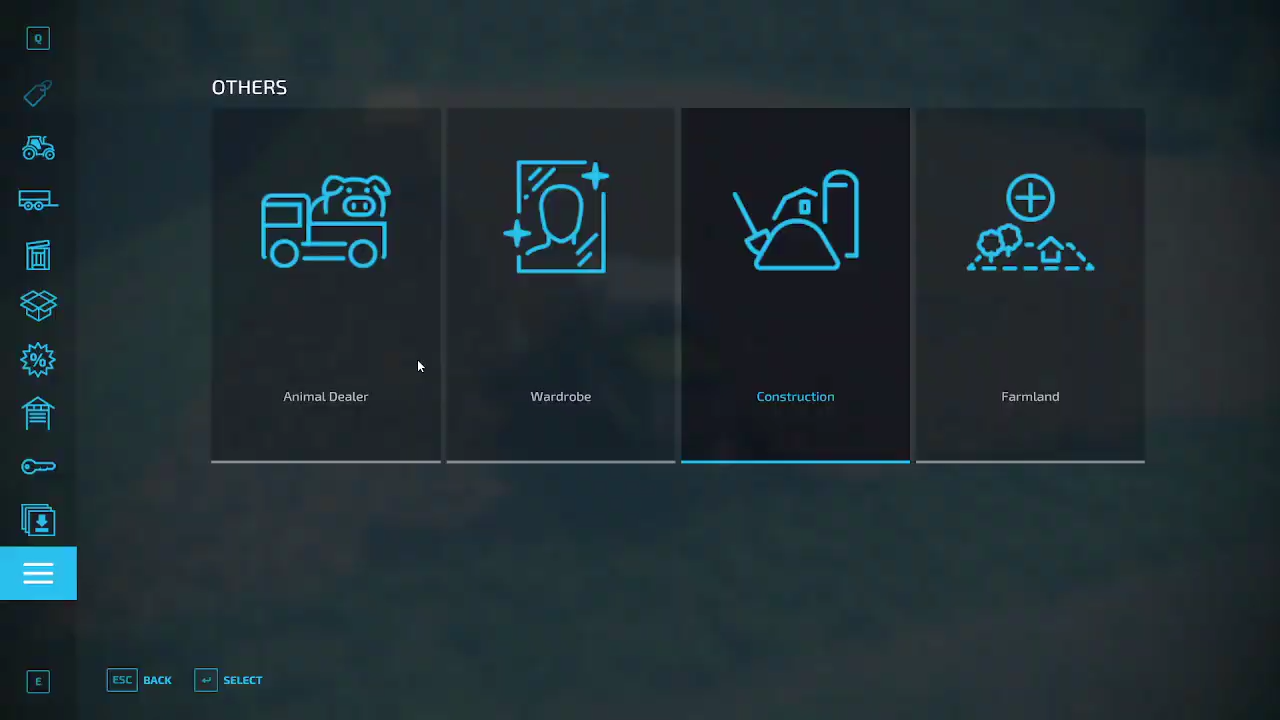 Q
OTHERS
%
Animal Dealer
Wardrobe
Construction
Farmland
E
ESC BACK
↵ SELECT